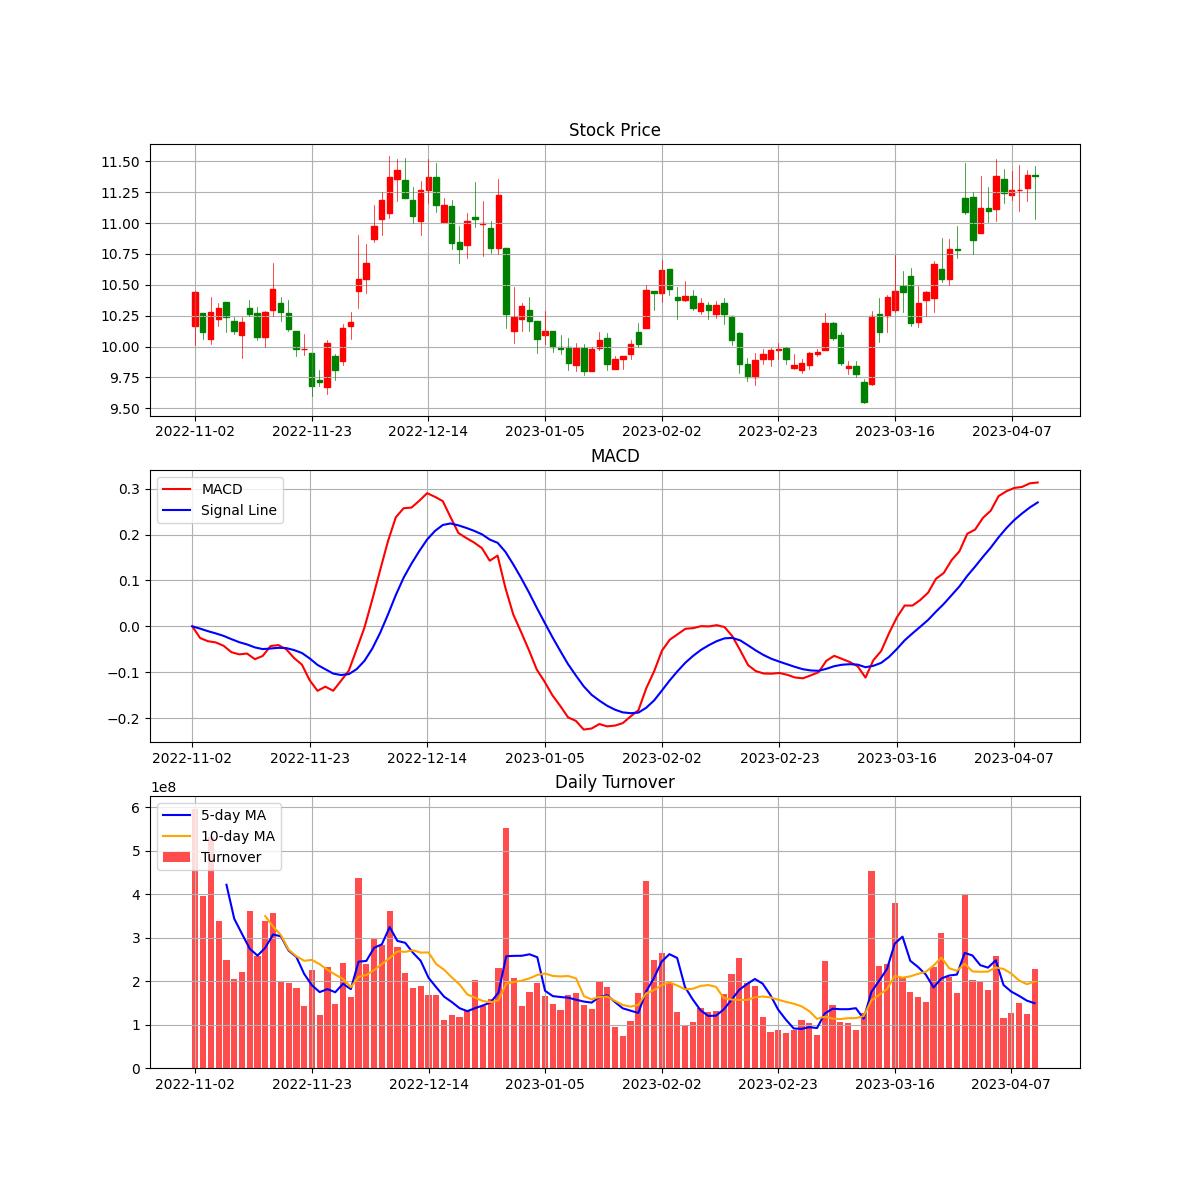 Stock Price
11.50
11.25
11.00
10.75
10.50
10.25
10.00
9.75
9.50
2022-11-02 2022-11-23 2022-12-14 2023-01-05 2023-02-02 2023-02-23 2023-03-16 2023-04-07
MACD
MACD
Signal Line
0.3
0.2
0.1
0.0
−0.1
−0.2
2022-11-02 2022-11-23 2022-12-14 2023-01-05 2023-02-02 2023-02-23 2023-03-16 2023-04-07
Daily Turnover
1e8
5-day MA
10-day MA
Turnover
6
5
4
3
2
1
0
2022-11-02 2022-11-23 2022-12-14 2023-01-05 2023-02-02 2023-02-23 2023-03-16 2023-04-07